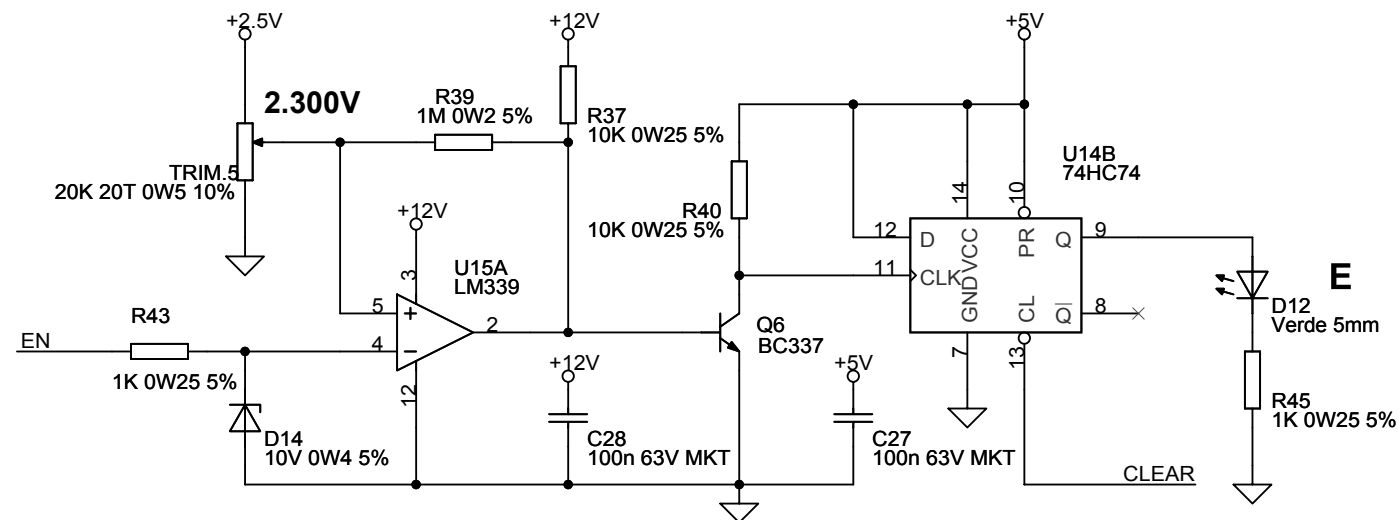 +2.5V
+12V
+5V
2.300V
R39
1M 0W2 5%
R37
10K 0W25 5%
TRIM.5
20K 20T 0W5 10%
+12V
3
U15A
LM339
5
+
4
−
2
12
R40
10K 0W25 5%
U14B
74HC74
14
10
12
D
VCC
PR
Q
9
11
CLK
GND
CL
Q
8
7
13
E
D12
Verde 5mm
R43
EN
1K 0W25 5%
Q6
BC337
D14
10V 0W4 5%
+12V
C28
100n 63V MKT
+5V
C27
100n 63V MKT
R45
1K 0W25 5%
CLEAR